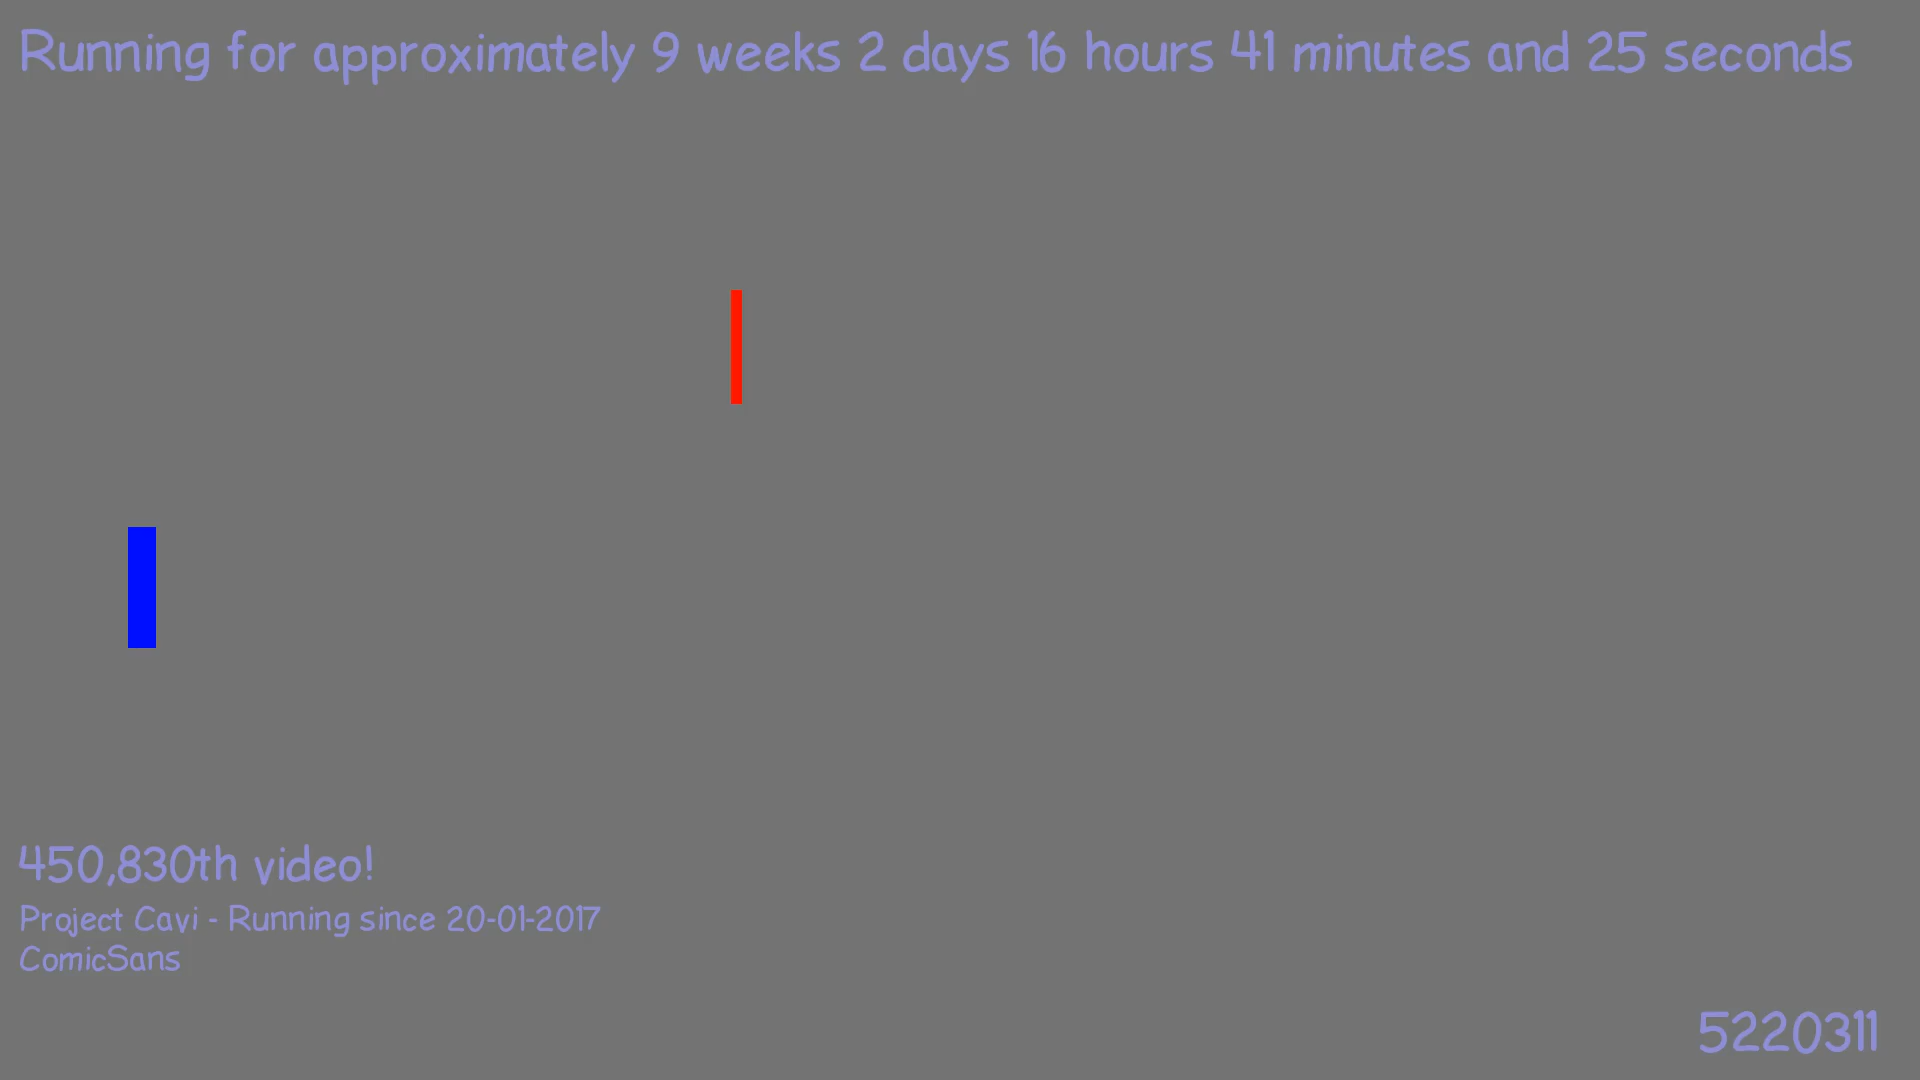 Running for approximately 9 weeks 2 days 16 hours 41 minutes and 25 seconds
450,830th video!
Project Cavi - Running since 20-01-2017
ComicSans
5220311